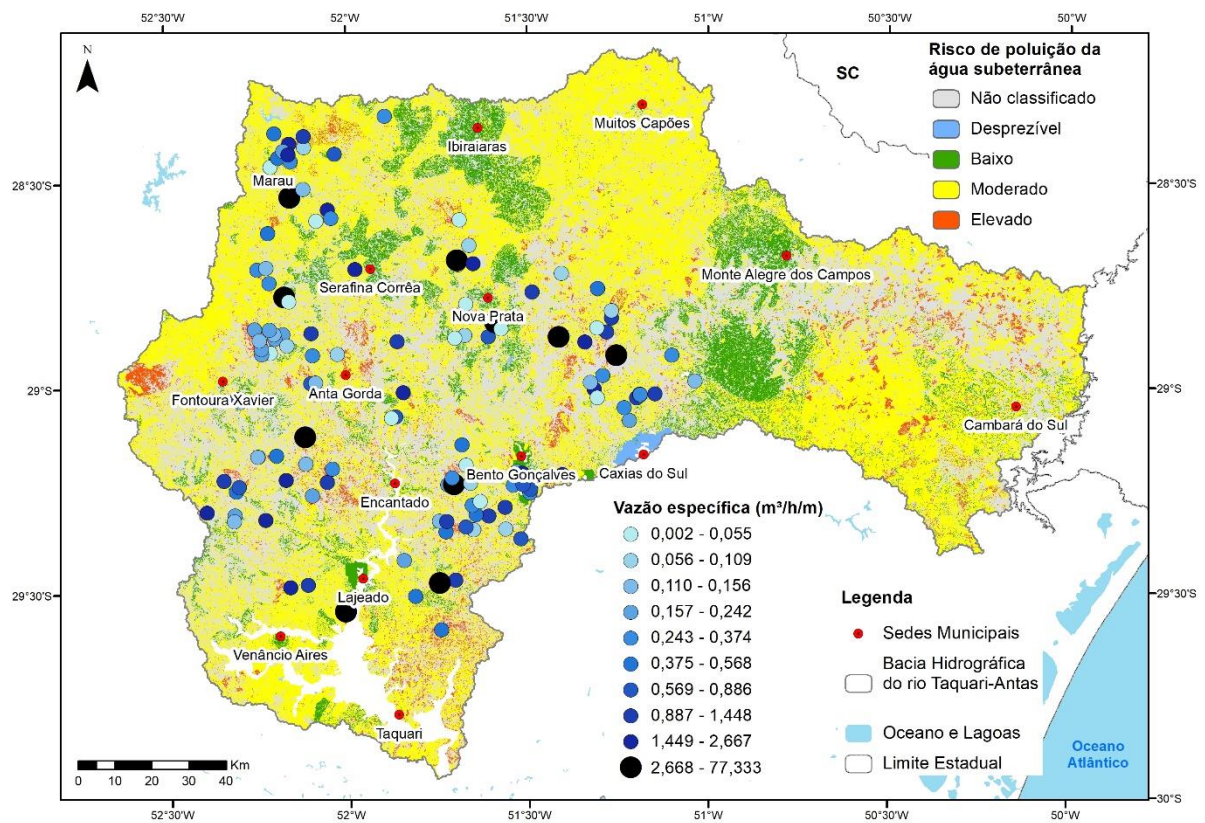 52°30'W
52°W
51°30'W
51°W
50°30'W
50°W
N
SC
Risco de poluição da
água subeterrânea
Não classificado
Desprezível
Baixo
Moderado
Elevado
Muitos Capões
Ibiraiaras
28°30'S
28°30'S
Marau
Monte Alegre dos Campos
Serafina Corrêa
Nova Prata
29°S
29°S
Anta Gorda
Fontoura Xavier
Cambará do Sul
Bento Gonçalves
Caxias do Sul
Encantado
Vazão específica (m³/h/m)
0,002 - 0,055
0,056 - 0,109
0,110 - 0,156
0,157 - 0,242
0,243 - 0,374
0,375 - 0,568
0,569 - 0,886
0,887 - 1,448
1,449 - 2,667
2,668 - 77,333
29°30'S
29°30'S
Lajeado
Legenda
Sedes Municipais
Bacia Hidrográfica
do rio Taquari-Antas
Oceano e Lagoas
Limite Estadual
Venâncio Aires
Taquari
Oceano
Atlântico
Km
0 10 20 30 40
30°S
52°30'W
52°W
51°30'W
51°W
50°30'W
50°W